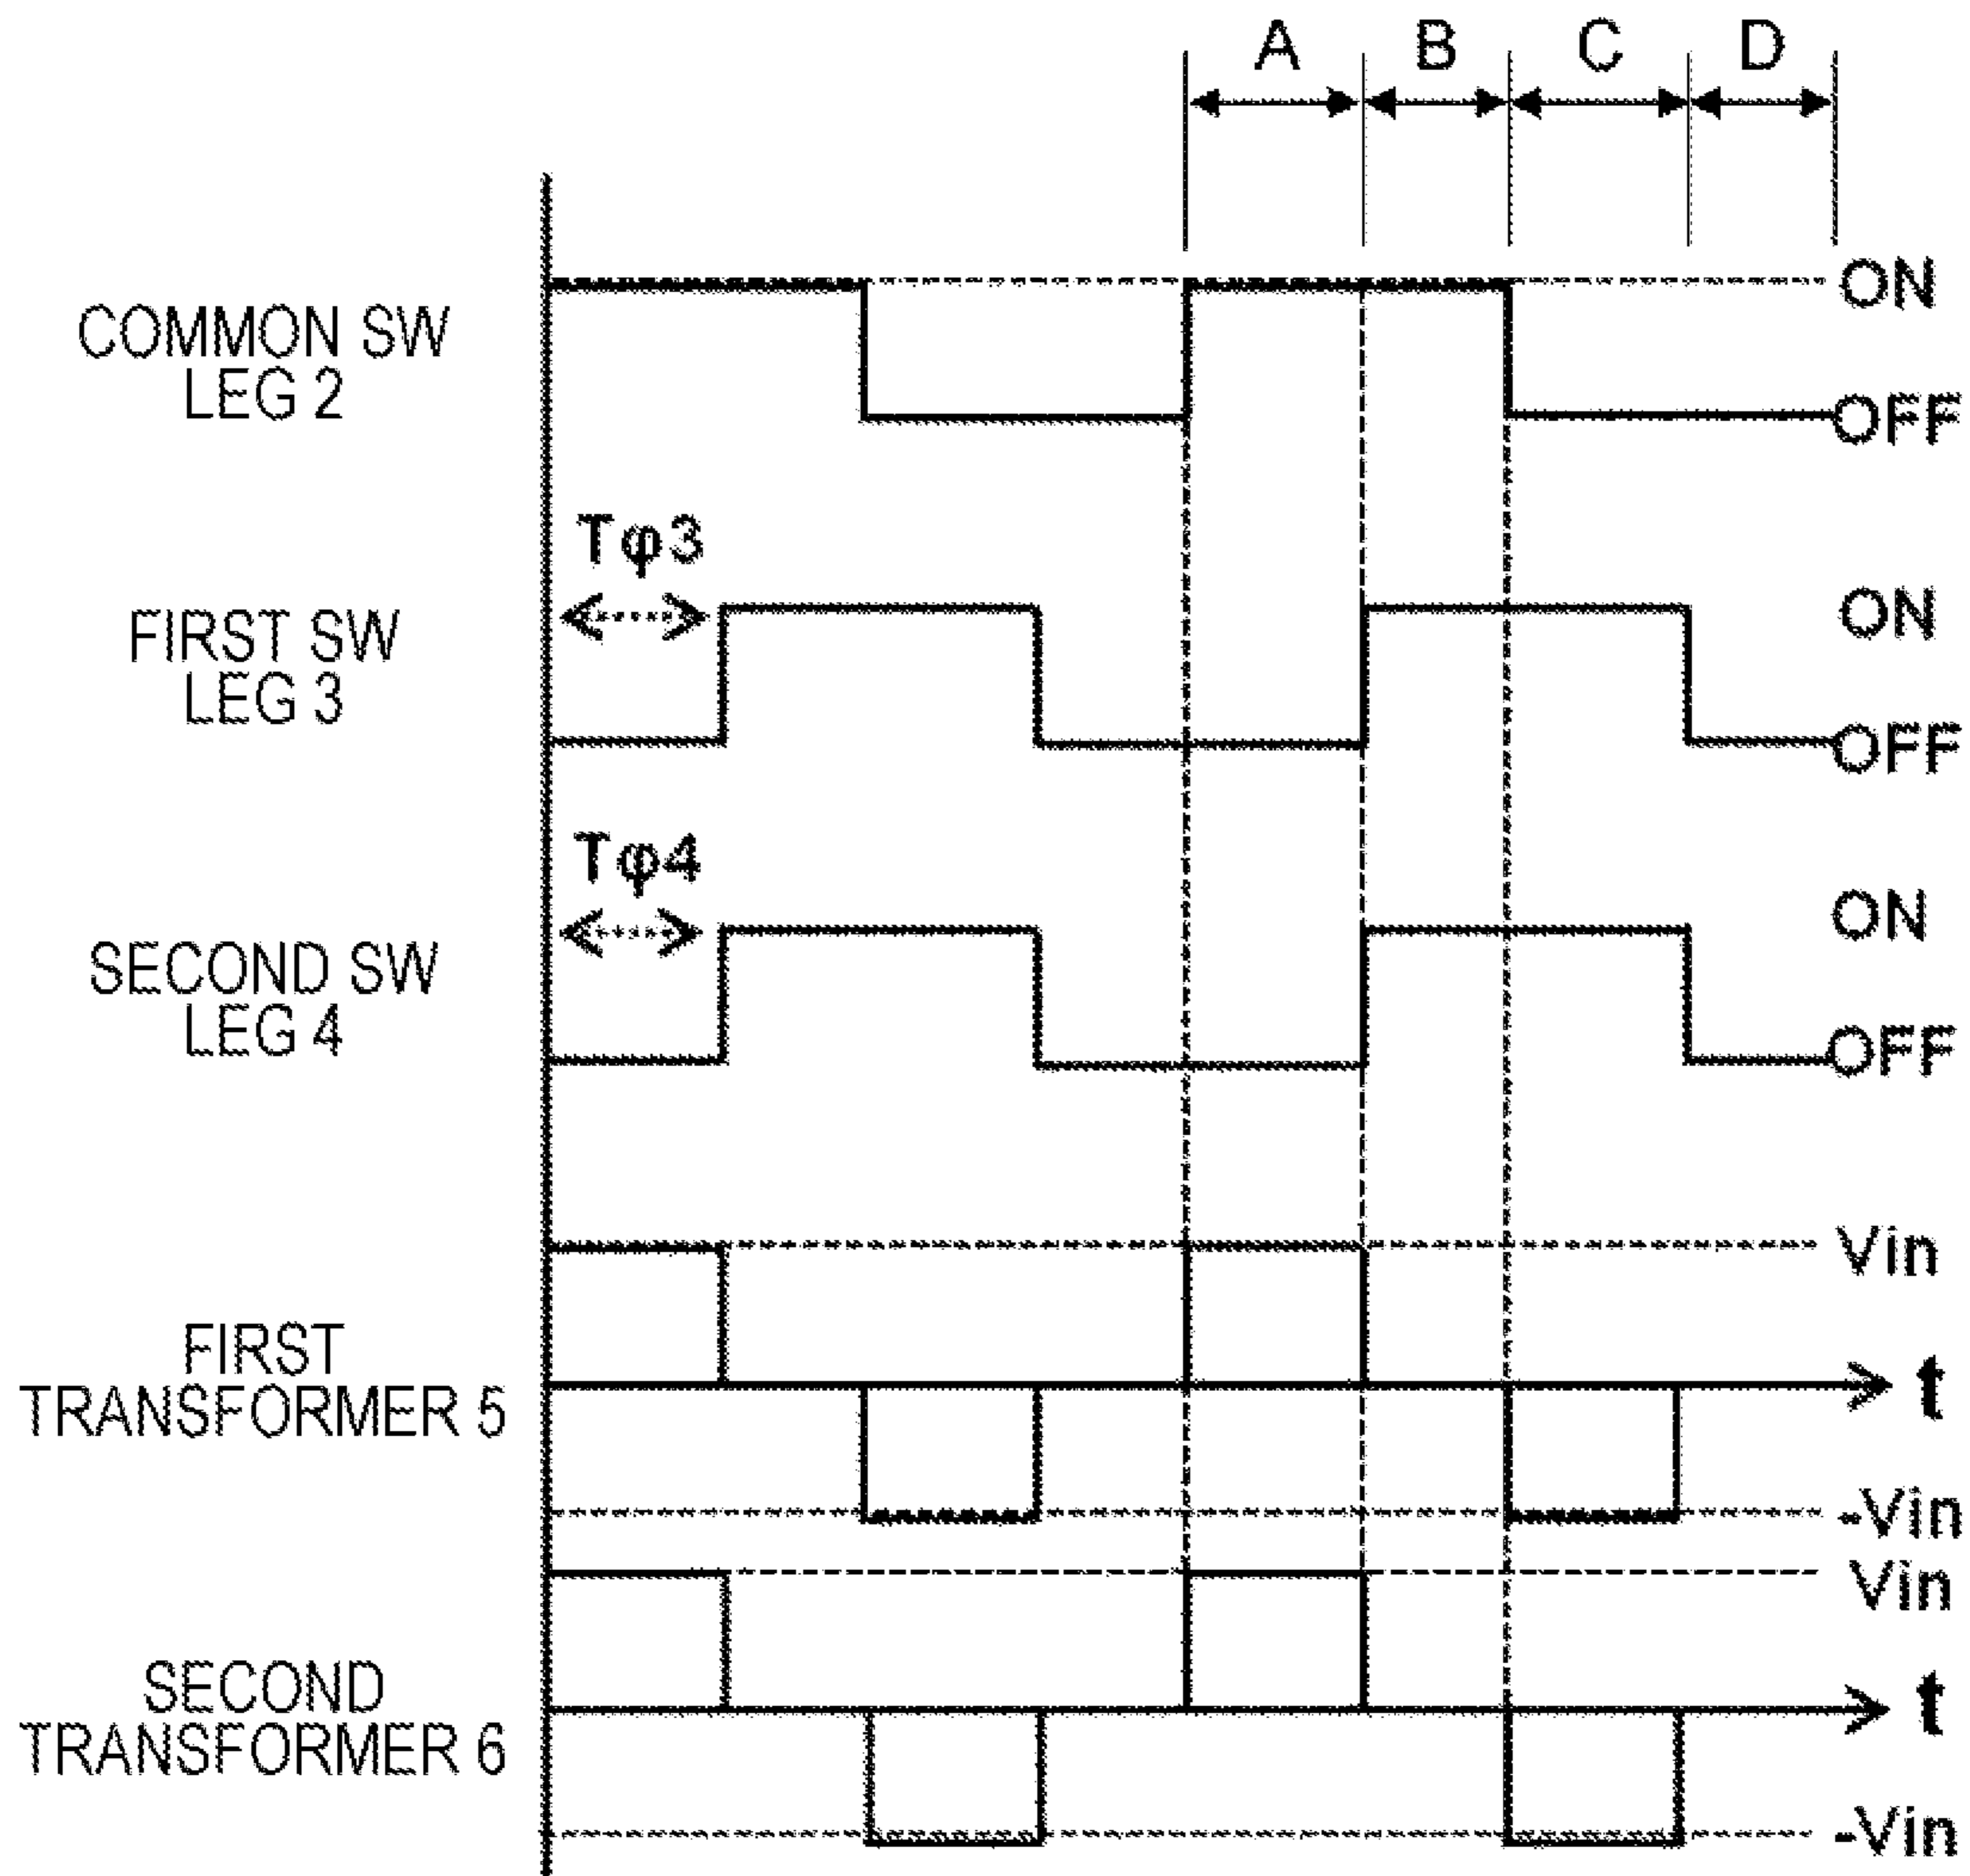 A B C D
COMMON SW
LEG 2
ON
OFF
Tφ3
FIRST SW
LEG 3
ON
OFF
Tφ4
SECOND SW
LEG 4
ON
OFF
FIRST
TRANSFORMER 5
Vin
t
-Vin
SECOND
TRANSFORMER 6
Vin
t
-Vin